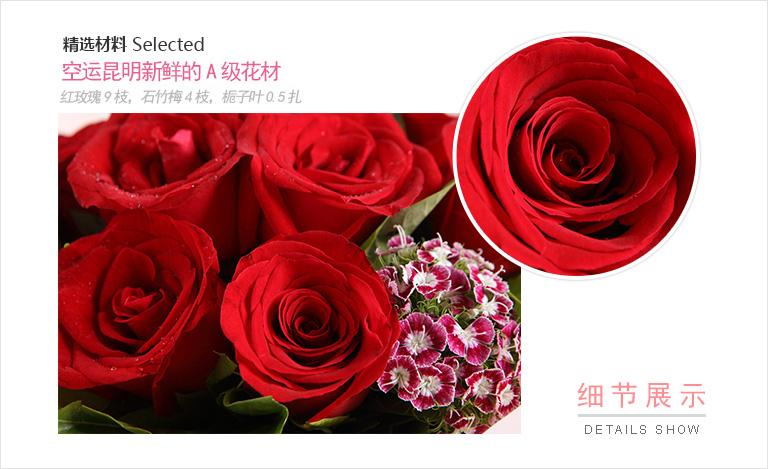 精选材料 Selected
空运昆明新鲜的 A 级花材
红玫瑰 9 枝，石竹梅 4 枝，栀子叶 0.5 扎
细节展示
DETAILS SHOW